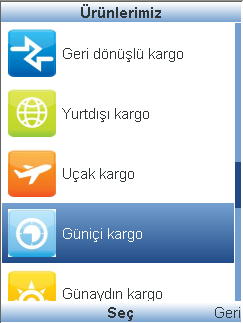 Ürünlerimiz
Geri dönüşlü kargo
Yurtdışı kargo
Uçak kargo
Güniçi kargo
Günaydın kargo
Seç Geri